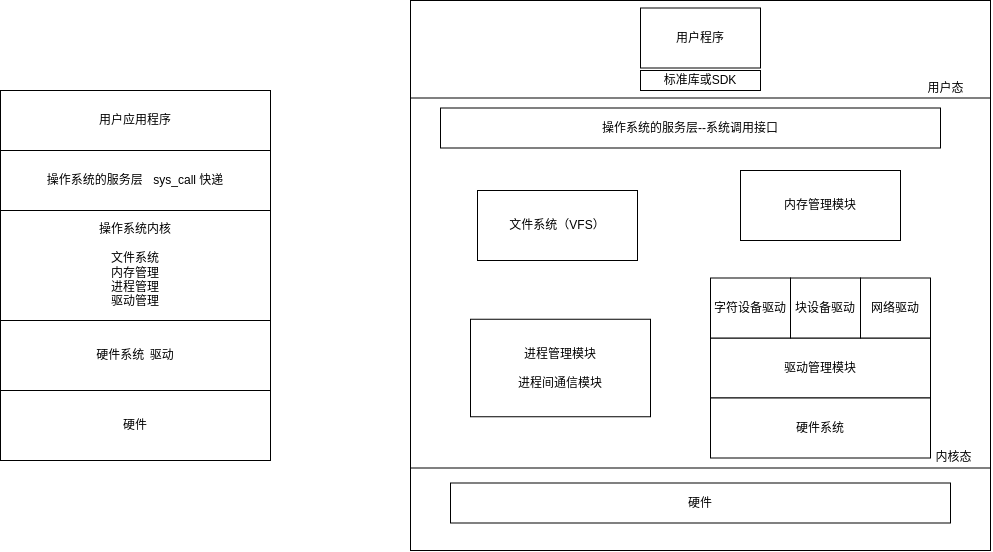 用户应用程序
操作系统的服务层 sys_call 快递
操作系统内核
文件系统
内存管理
进程管理
驱动管理
硬件系统 驱动
硬件
用户程序
标准库或SDK
用户态
操作系统的服务层--系统调用接口
文件系统（VFS）
内存管理模块
字符设备驱动
块设备驱动
网络驱动
进程管理模块
进程间通信模块
驱动管理模块
硬件系统
内核态
硬件